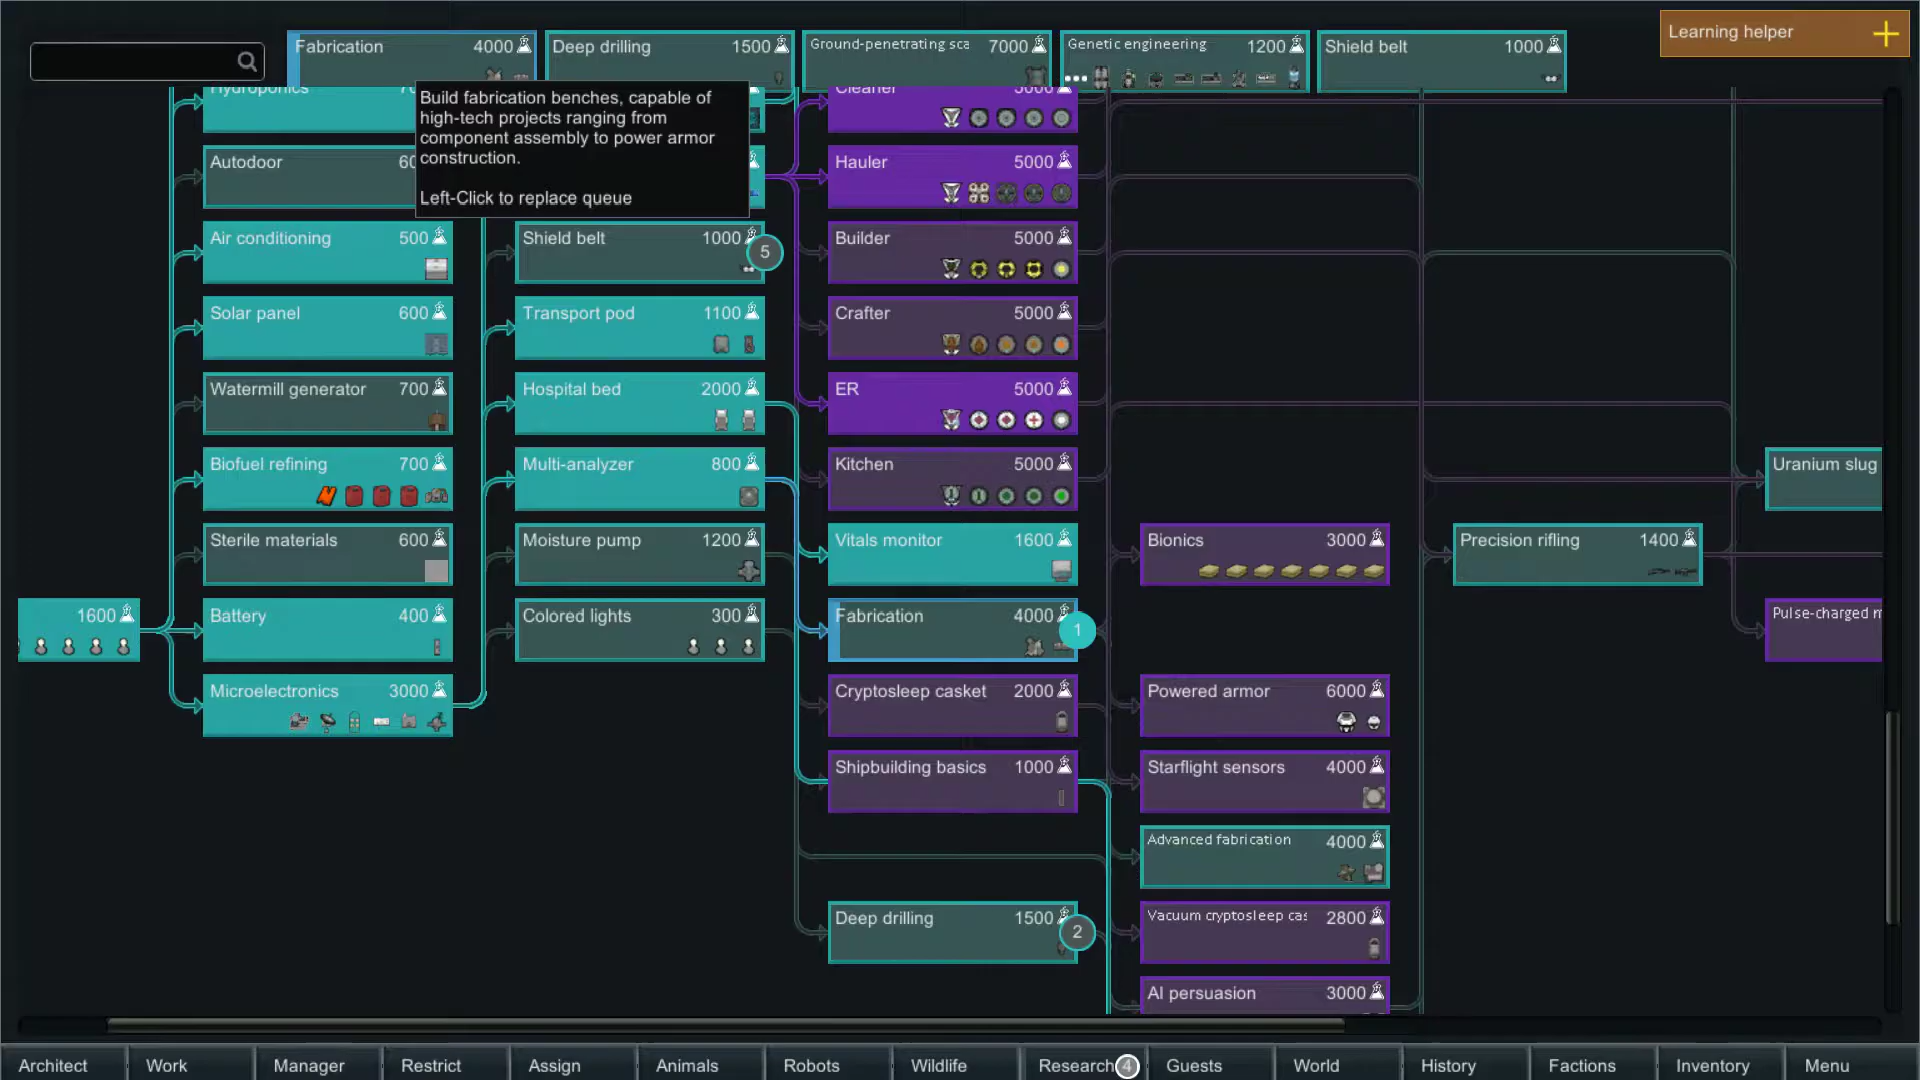 Fabrication 4000
Deep drilling 1500
Ground-penetrating sca 7000
Genetic engineering 1200
Shield belt 1000
Learning helper
Build fabrication benches, capable of
high-tech projects ranging from
component assembly to power armor
construction.
Left-Click to replace queue
Hydroponics
Cleaner 5000
Autodoor
Hauler 5000
Air conditioning 500
Shield belt 1000
5
Builder 5000
Solar panel 600
Transport pod 1100
Crafter 5000
Watermill generator 700
Hospital bed 2000
ER 5000
Biofuel refining 700
Multi-analyzer 800
Kitchen 5000
Uranium slug
Sterile materials 600
Moisture pump 1200
Vitals monitor 1600
Bionics 3000
Precision rifling 1400
1600
Battery 400
Colored lights 300
Fabrication 4000
1
Pulse-charged m
Microelectronics 3000
Cryptosleep casket 2000
Powered armor 6000
Shipbuilding basics 1000
Starflight sensors 4000
Advanced fabrication 4000
Deep drilling 1500
2
Vacuum cryptosleep cas 2800
AI persuasion 3000
Architect
Work
Manager
Restrict
Assign
Animals
Robots
Wildlife
Research 4
Guests
World
History
Factions
Inventory
Menu